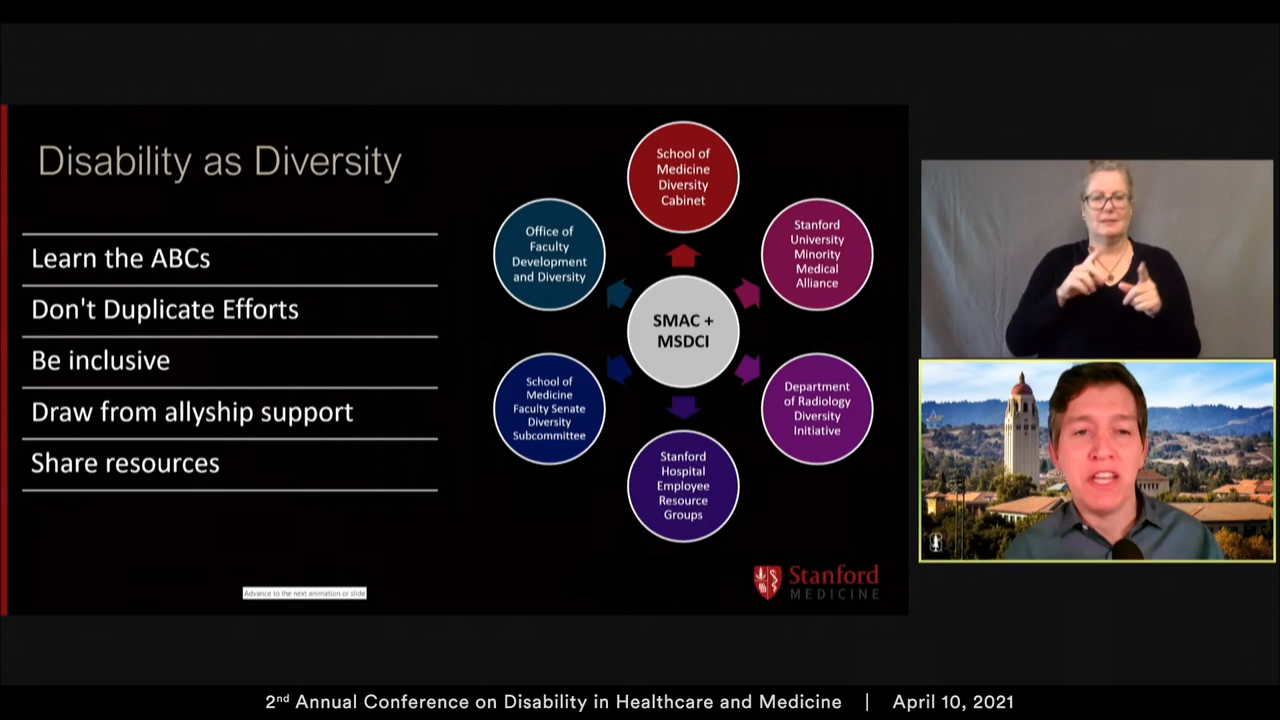 Disability as Diversity
Learn the ABCs
Don't Duplicate Efforts
Be inclusive
Draw from allyship support
Share resources
School of
Medicine
Diversity
Cabinet
Stanford
University
Minority
Medical
Alliance
Department
of Radiology
Diversity
Initiative
Stanford
Hospital
Employee
Resource
Groups
School of
Medicine
Faculty Senate
Diversity
Subcommittee
Office of
Faculty
Development
and Diversity
SMAC +
MSDCI
Advance to the next animation or slide
Stanford
MEDICINE
2nd Annual Conference on Disability in Healthcare and Medicine | April 10, 2021